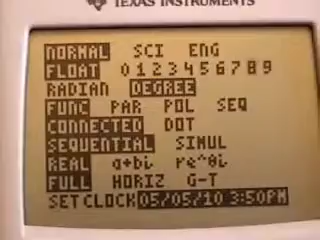 TEXAS INSTRUMENTS
NORMAL SCI ENG
FLOAT 0123456789
RADIAN DEGREE
FUNC PAR POL SEQ
CONNECTED DOT
SEQUENTIAL SIMUL
REAL a+bi re^θi
FULL HORIZ G-T
SET CLOCK 05/05/10 3:50PM